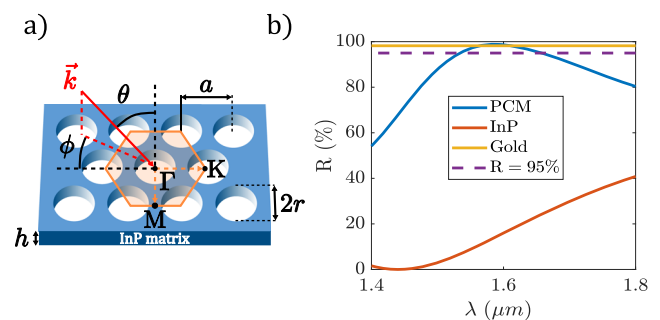 a)
k
θ
a
ϕ
Γ
K
M
2r
h
InP matrix
b)
R (%)
100
80
60
40
20
0
PCM
InP
Gold
R = 95%
1.4
1.6
1.8
λ (μm)